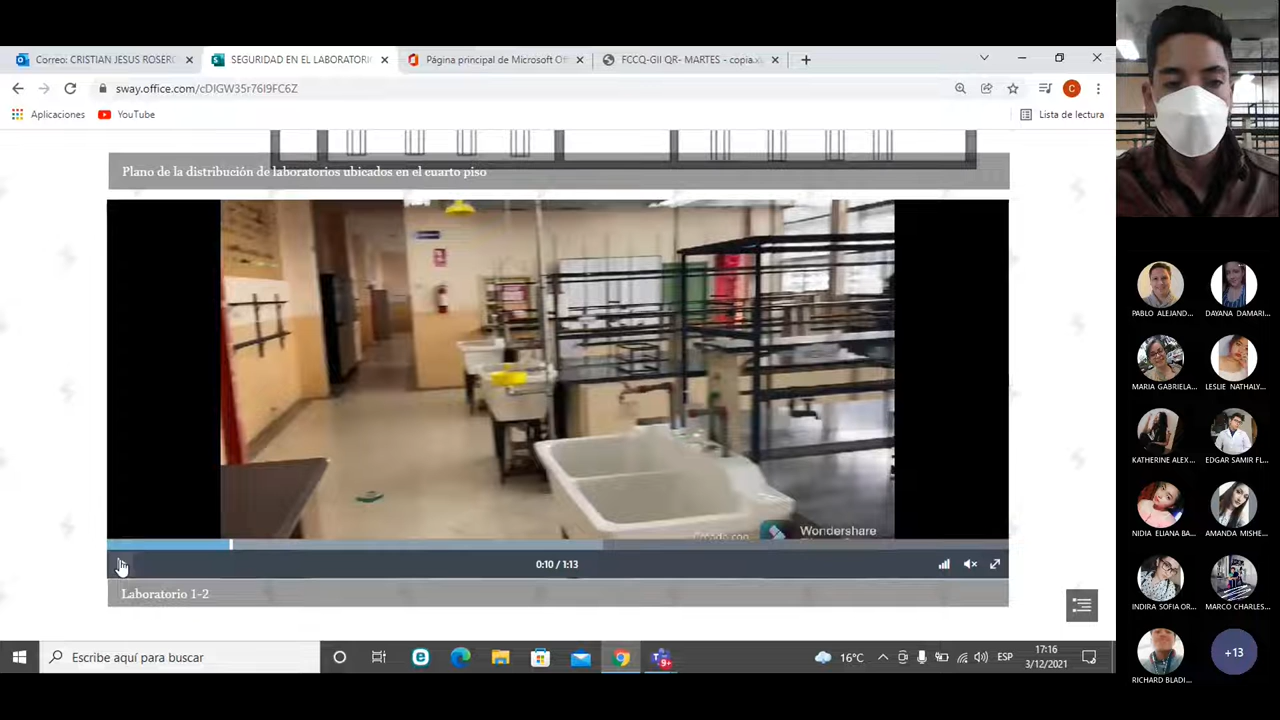 Correo: CRISTIAN JESUS ROSERO
SEGURIDAD EN EL LABORATORI
Página principal de Microsoft Of
FCCQ-GII QR- MARTES - copia.x
sway.office.com/cDIGW35r76I9FC6Z
C
Aplicaciones
YouTube
Lista de lectura
Plano de la distribución de laboratorios ubicados en el cuarto piso
Creada con
Wondershare
0:10 / 1:13
Laboratorio 1-2
PABLO ALEJAND...
DAYANA DAMARI...
MARIA GABRIELA...
LESLIE NATHALY...
KATHERINE ALEX...
EDGAR SAMIR FL...
NIDIA ELIANA BA...
AMANDA MISHE...
INDIRA SOFIA OR...
MARCO CHARLES...
RICHARD BLADI...
+13
Escribe aquí para buscar
9+
16°C
ESP
17:16
3/12/2021